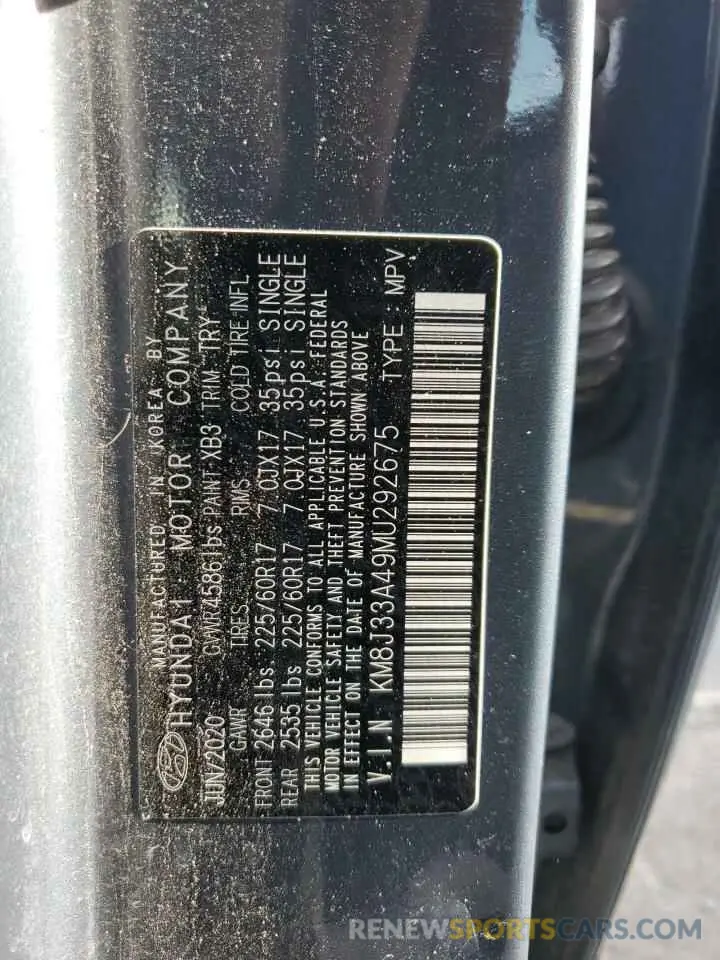 MANUFACTURED IN KOREA BY
HYUNDAI MOTOR COMPANY
JUN/2020 GVWR 4586lbs PAINT XB3 TRIM TRY
GAWR TIRES RIMS COLD TIRE INFL
FRONT 2646lbs 225/60R17 7.0JX17 35psi SINGLE
REAR 2535lbs 225/60R17 7.0JX17 35psi SINGLE
THIS VEHICLE CONFORMS TO ALL APPLICABLE U.S.A. FEDERAL
MOTOR VEHICLE SAFETY AND THEFT PREVENTION STANDARDS
IN EFFECT ON THE DATE OF MANUFACTURE SHOWN ABOVE
V.I.N KM8J33A49MU292675 TYPE : MPV
RENEWSPORTSCARS.COM